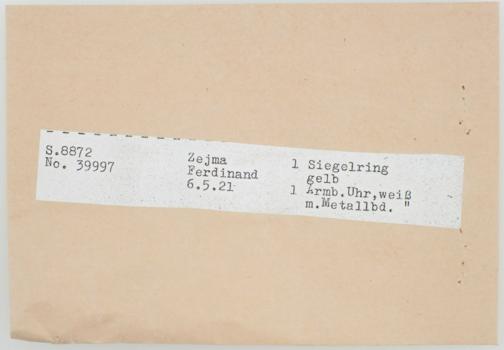 S.8872 Zejma 1 Siegelring
No. 39997 Ferdinand gelb
6.5.21 1 Armb.Uhr,weiß
m.Metallbd. "